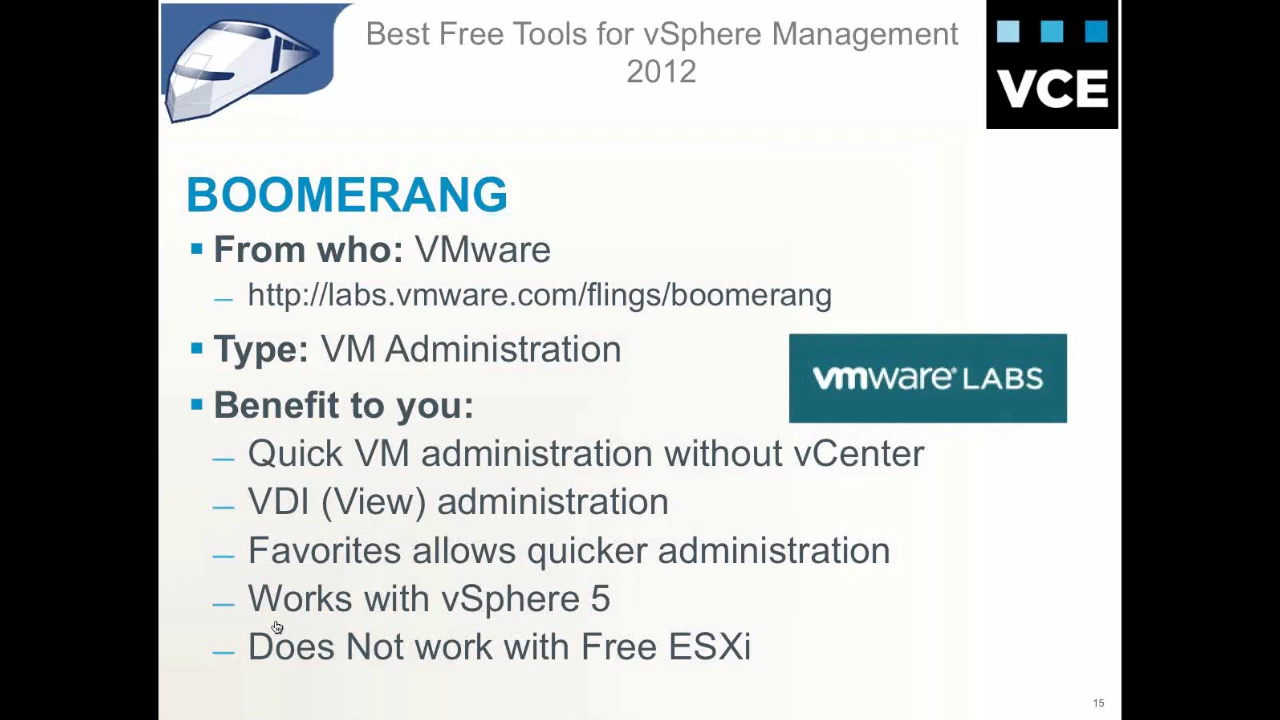 Best Free Tools for vSphere Management
2012
VCE
BOOMERANG
From who: VMware
http://labs.vmware.com/flings/boomerang
Type: VM Administration
vmware® LABS
Benefit to you:
Quick VM administration without vCenter
VDI (View) administration
Favorites allows quicker administration
Works with vSphere 5
Does Not work with Free ESXi
15